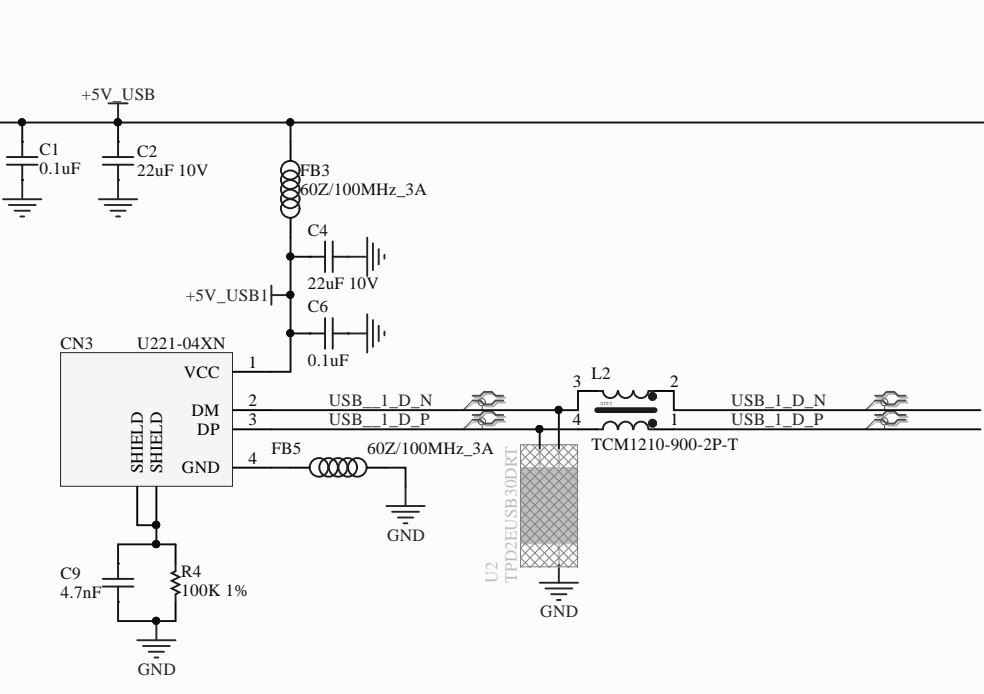 +5V_USB
C1
0.1uF
C2
22uF 10V
FB3
60Z/100MHz_3A
C4
22uF 10V
+5V_USB1
C6
0.1uF
CN3
U221-04XN
VCC
1
DM
2
USB__1_D_N
DP
3
USB__1_D_P
SHIELD
SHIELD
GND
4
FB5
60Z/100MHz_3A
GND
L2
3
2
4
1
TCM1210-900-2P-T
USB_1_D_N
USB_1_D_P
U2
TPD2EUSB30DRT
GND
C9
4.7nF
R4
100K 1%
GND